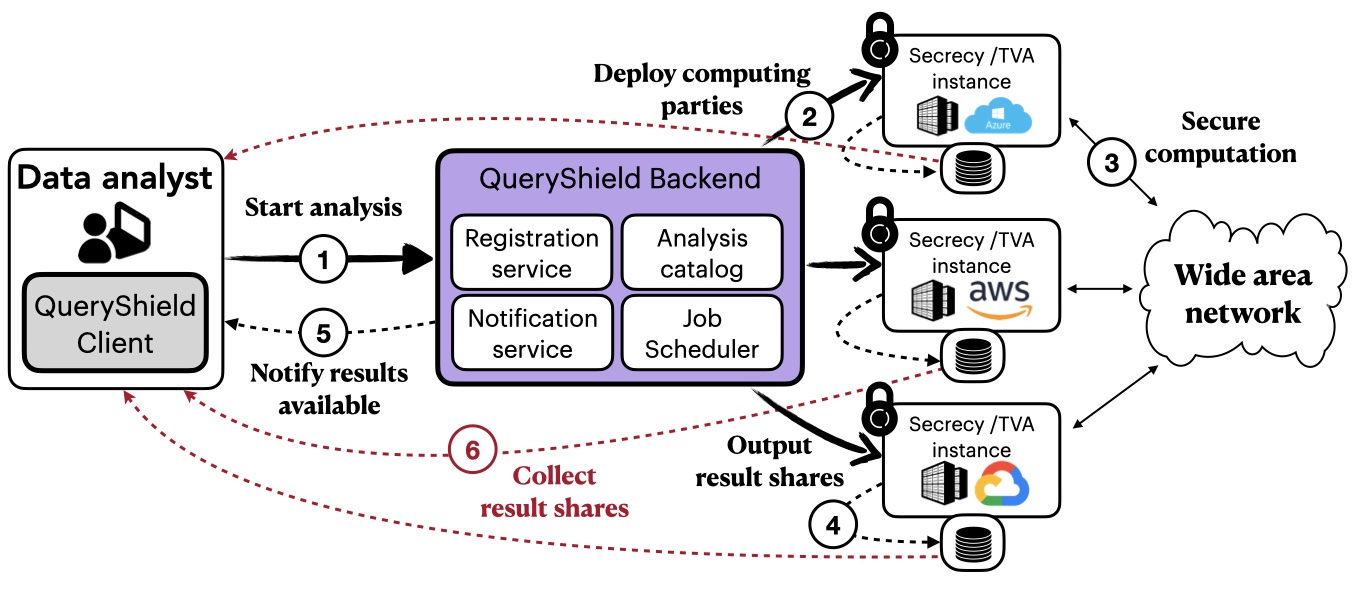 Data analyst
QueryShield
Client
Start analysis
1
5
Notify results
available
QueryShield Backend
Registration
service
Analysis
catalog
Notification
service
Job
Scheduler
Deploy computing
parties
2
Secrecy /TVA
instance
Azure
Secure
computation
3
Secrecy /TVA
instance
aws
Wide area
network
Secrecy /TVA
instance
Output
result shares
4
6
Collect
result shares